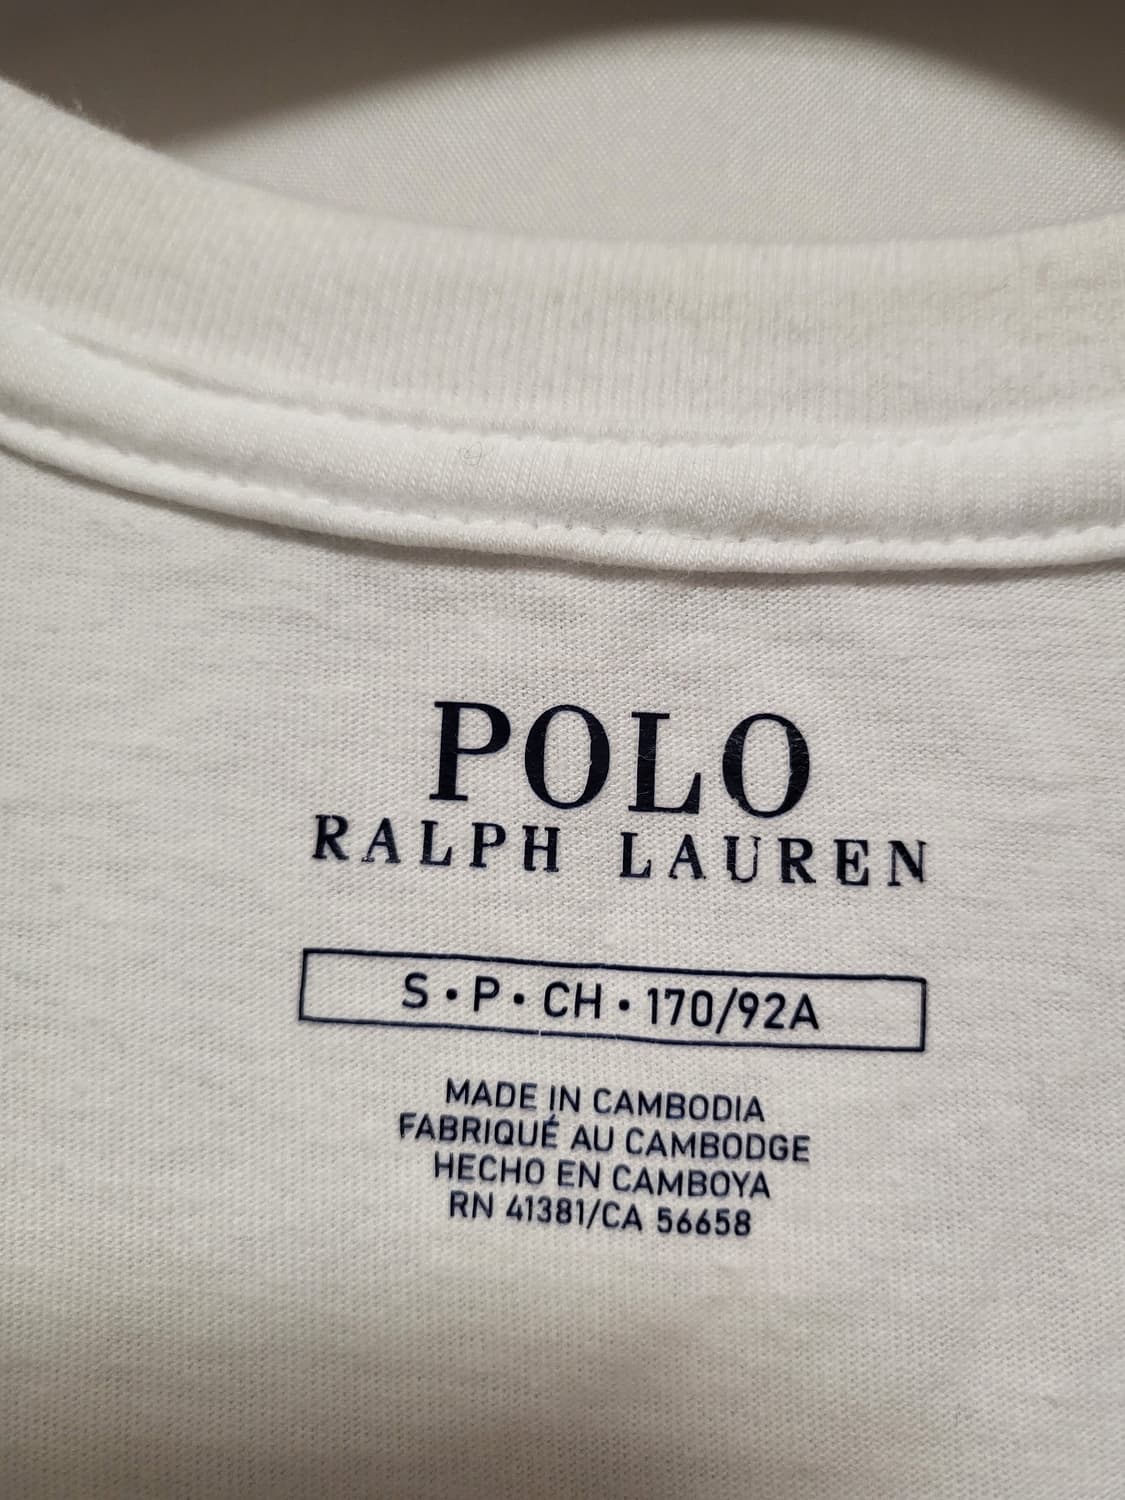 POLO
RALPH LAUREN
S • P • CH • 170/92A
MADE IN CAMBODIA
FABRIQUÉ AU CAMBODGE
HECHO EN CAMBOYA
RN 41381/CA 56658